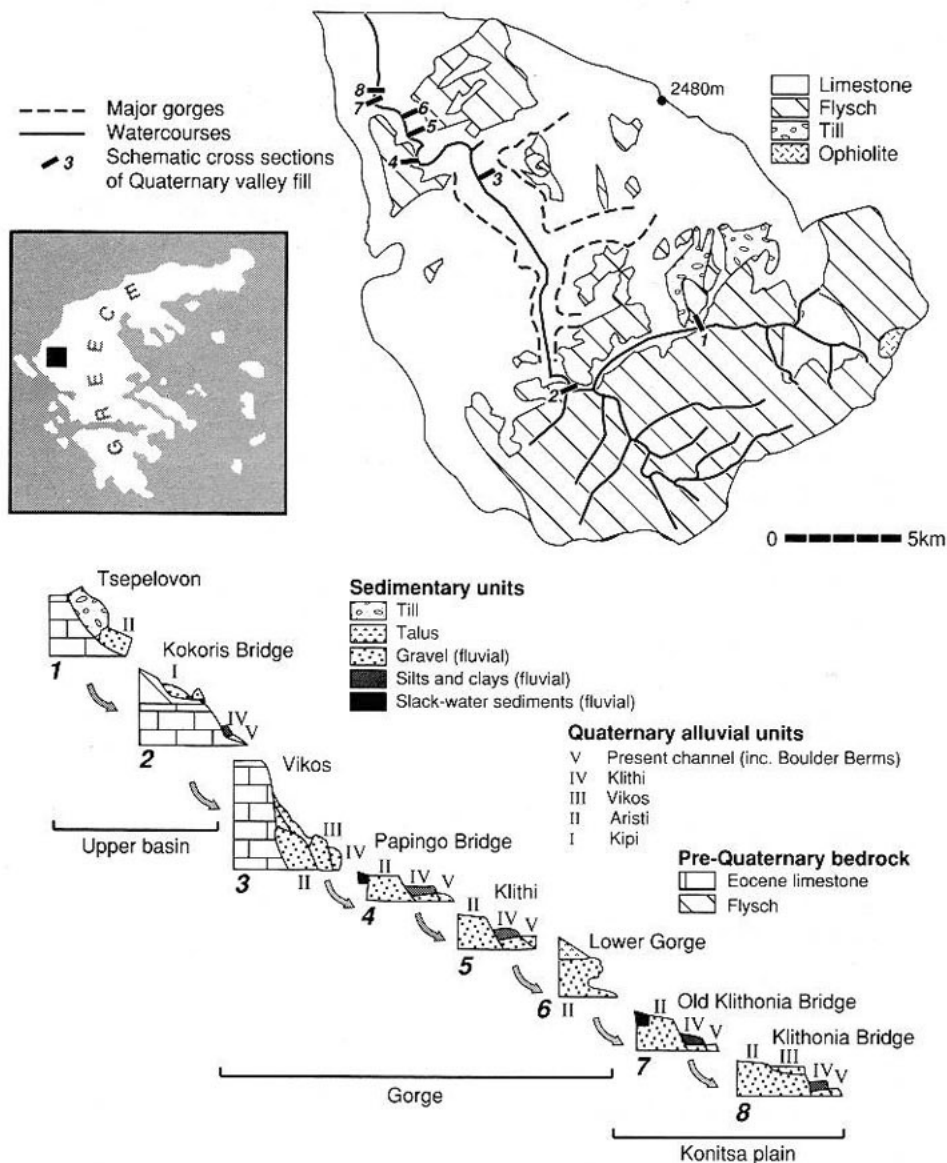 2480m
Major gorges
Watercourses
3 Schematic cross sections
of Quaternary valley fill
Limestone
Flysch
Till
Ophiolite
8
7
6
5
4
3
1
2
GREECE
0 5km
Tsepelovon
II
1
Kokoris Bridge
I
IV
V
2
Vikos
III
IV
II
3
Upper basin
Sedimentary units
Till
Talus
Gravel (fluvial)
Silts and clays (fluvial)
Slack-water sediments (fluvial)
Quaternary alluvial units
V Present channel (inc. Boulder Berms)
IV Klithi
III Vikos
II Aristi
I Kipi
Pre-Quaternary bedrock
Eocene limestone
Flysch
Papingo Bridge
II IV V
4
Klithi
II IV V
5
Lower Gorge
6 II
Old Klithonia Bridge
II IV V
7
Klithonia Bridge
II III IV V
8
Gorge
Konitsa plain